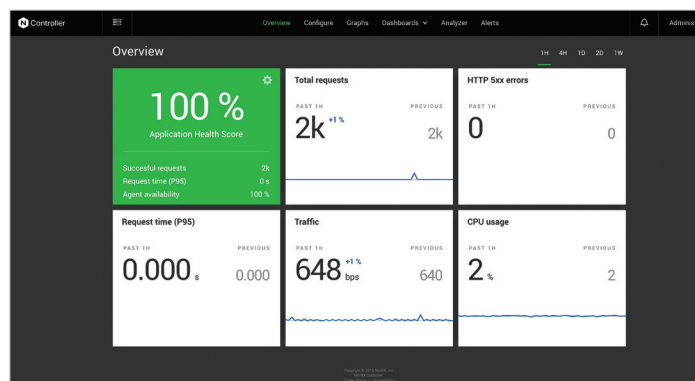 N Controller
Overview Configure Graphs Dashboards Analyzer Alerts
Adminis
Overview
1H 4H 1D 2D 1W
100 %
Application Health Score
Succesful requests 2k
Request time (P95) 0 s
Agent availability 100 %
Total requests
PAST 1H PREVIOUS
2k +1 % 2k
HTTP 5xx errors
PAST 1H PREVIOUS
0 0
Request time (P95)
PAST 1H PREVIOUS
0.000 s 0.000
Traffic
PAST 1H PREVIOUS
648 bps +1 % 640
CPU usage
PAST 1H PREVIOUS
2 % 2